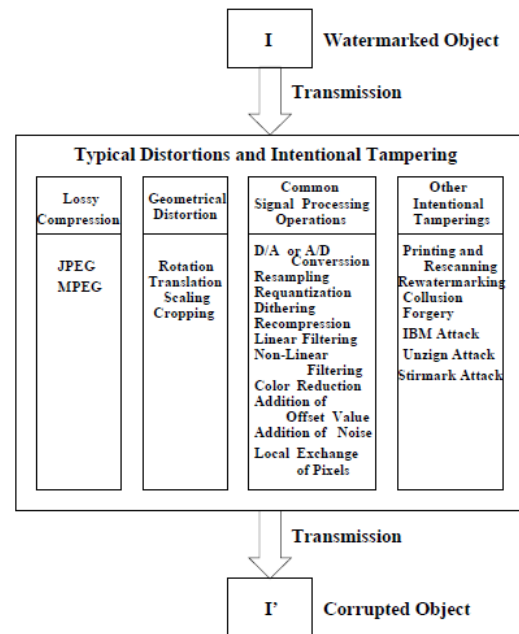 I Watermarked Object
Transmission
Typical Distortions and Intentional Tampering
Lossy
Compression
JPEG
MPEG
Geometrical
Distortion
Rotation
Translation
Scaling
Cropping
Common
Signal Processing
Operations
D/A or A/D
Converssion
Resampling
Requantization
Dithering
Recompression
Linear Filtering
Non-Linear
Filtering
Color Reduction
Addition of
Offset Value
Addition of Noise
Local Exchange
of Pixels
Other
Intentional
Tamperings
Printing and
Rescanning
Rewatermarking
Collusion
Forgery
IBM Attack
Unzign Attack
Stirmark Attack
Transmission
I’ Corrupted Object